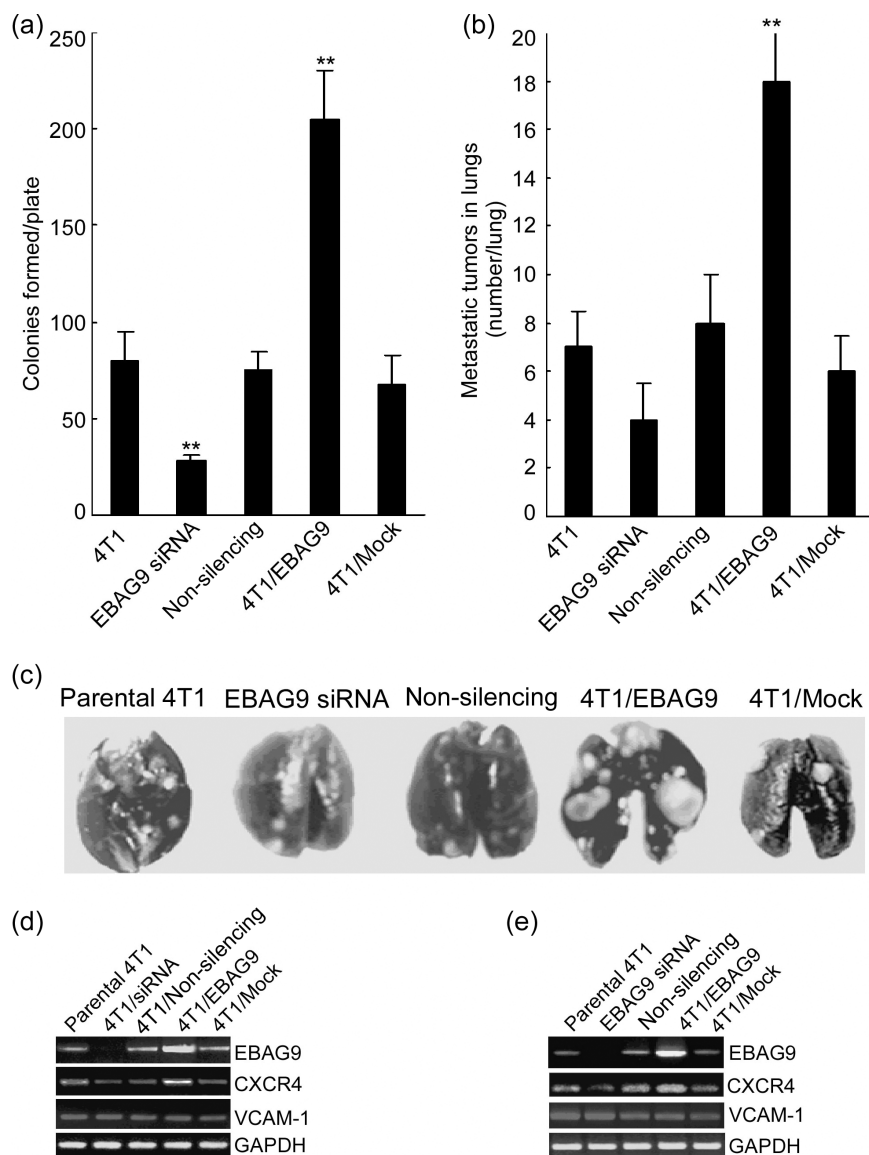 (a)
250
200
150
100
50
0
Colonies formed/plate
**
**
4T1
EBAG9 siRNA
Non-silencing
4T1/EBAG9
4T1/Mock
(b)
20
18
16
14
12
10
8
6
4
2
0
Metastatic tumors in lungs
(number/lung)
**
4T1
EBAG9 siRNA
Non-silencing
4T1/EBAG9
4T1/Mock
(c)
Parental 4T1 EBAG9 siRNA Non-silencing 4T1/EBAG9 4T1/Mock
(d)
Parental 4T1
4T1/siRNA
4T1/Non-silencing
4T1/EBAG9
4T1/Mock
EBAG9
CXCR4
VCAM-1
GAPDH
(e)
Parental 4T1
EBAG9 siRNA
Non-silencing
4T1/EBAG9
4T1/Mock
EBAG9
CXCR4
VCAM-1
GAPDH